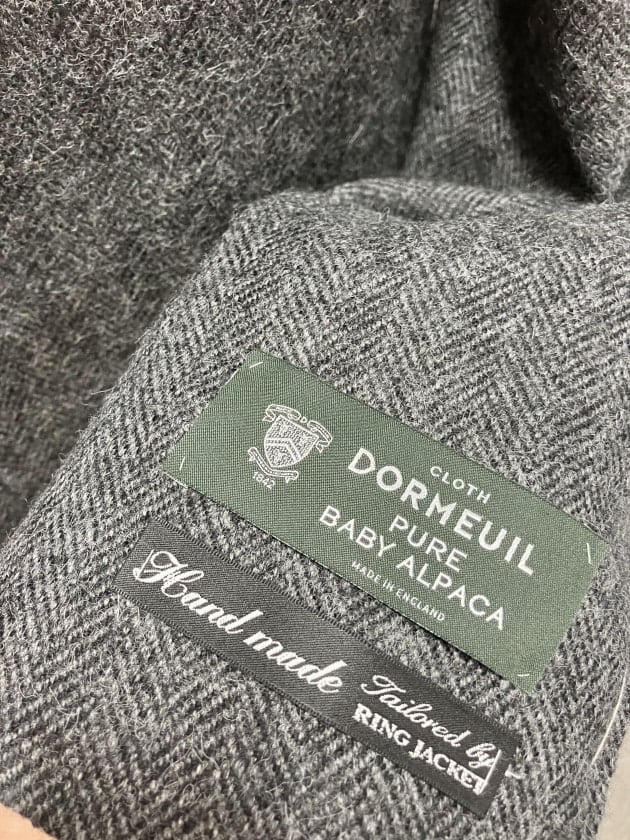 1842
CLOTH
DORMEUIL
PURE
BABY ALPACA
MADE IN ENGLAND
Hand made
Tailored by
RING JACKET